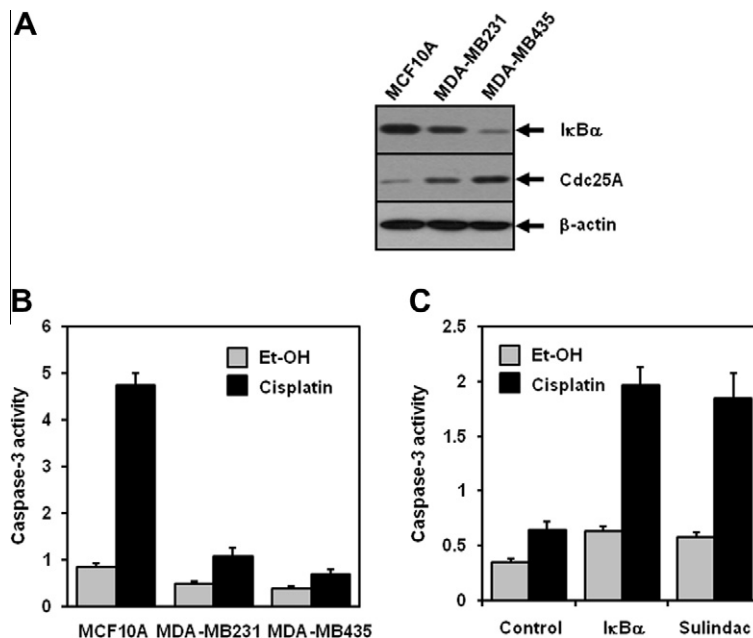 A
MCF10A
MDA-MB231
MDA-MB435
IκBα
Cdc25A
β-actin
B
Caspase-3 activity
6
5
4
3
2
1
0
Et-OH
Cisplatin
MCF10A MDA-MB231 MDA-MB435
C
Caspase-3 activity
2.5
2
1.5
1
0.5
0
Et-OH
Cisplatin
Control IκBα Sulindac